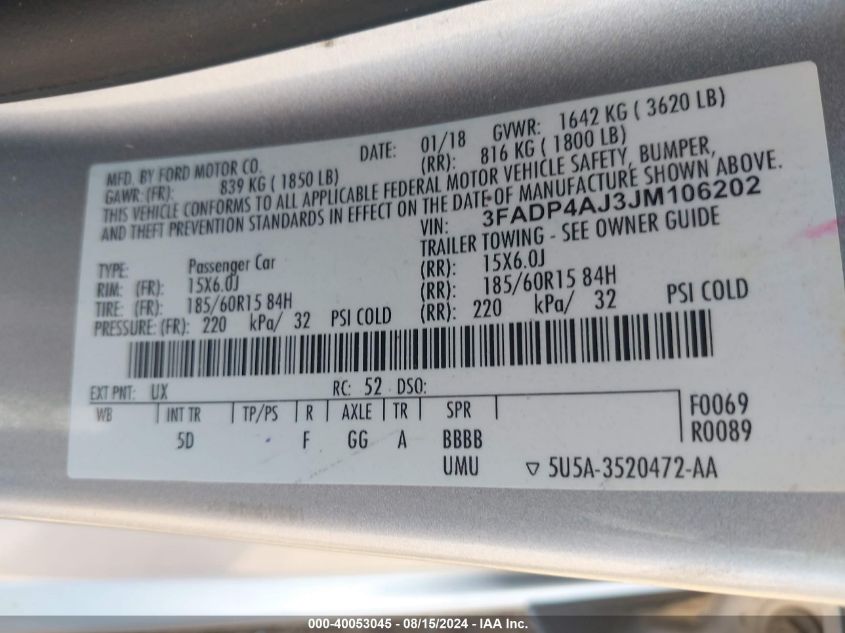 MFD. BY FORD MOTOR CO. DATE: 01/18 GVWR: 1642 KG ( 3620 LB)
GAWR: (FR): 839 KG ( 1850 LB) (RR): 816 KG ( 1800 LB)
THIS VEHICLE CONFORMS TO ALL APPLICABLE FEDERAL MOTOR VEHICLE SAFETY, BUMPER,
AND THEFT PREVENTION STANDARDS IN EFFECT ON THE DATE OF MANUFACTURE SHOWN ABOVE.
VIN: 3FADP4AJ3JM106202
TRAILER TOWING - SEE OWNER GUIDE
TYPE: Passenger Car
RIM: (FR): 15X6.0J (RR): 15X6.0J
TIRE: (FR): 185/60R15 84H (RR): 185/60R15 84H
PRESSURE: (FR): 220 kPa/ 32 PSI COLD (RR): 220 kPa/ 32 PSI COLD
EXT PNT: UX RC: 52 DSO:
WB INT TR TP/PS R AXLE TR SPR F0069
5D F GG A BBBB R0089
UMU ▽ 5U5A-3520472-AA
000-40053045 - 08/15/2024 - IAA Inc.